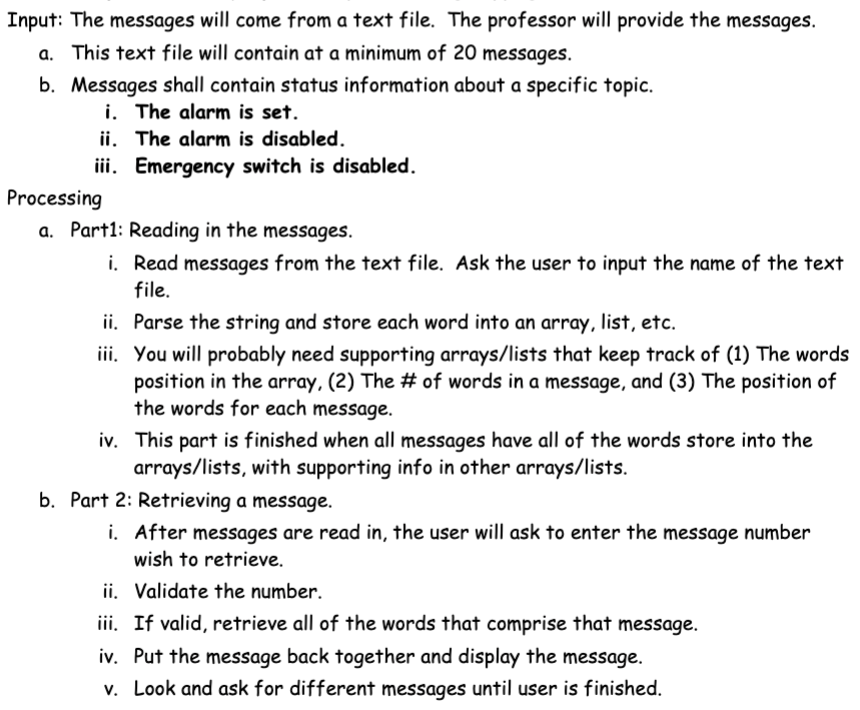 Input: The messages will come from a text file. The professor will provide the messages.
a. This text file will contain at a minimum of 20 messages.
b. Messages shall contain status information about a specific topic.
i. The alarm is set.
ii. The alarm is disabled.
iii. Emergency switch is disabled.
Processing
a. Part1: Reading in the messages.
i. Read messages from the text file. Ask the user to input the name of the text
file.
ii. Parse the string and store each word into an array, list, etc.
iii. You will probably need supporting arrays/lists that keep track of (1) The words
position in the array, (2) The # of words in a message, and (3) The position of
the words for each message.
iv. This part is finished when all messages have all of the words store into the
arrays/lists, with supporting info in other arrays/lists.
b. Part 2: Retrieving a message.
i. After messages are read in, the user will ask to enter the message number
wish to retrieve.
ii. Validate the number.
iii. If valid, retrieve all of the words that comprise that message.
iv. Put the message back together and display the message.
v. Look and ask for different messages until user is finished.